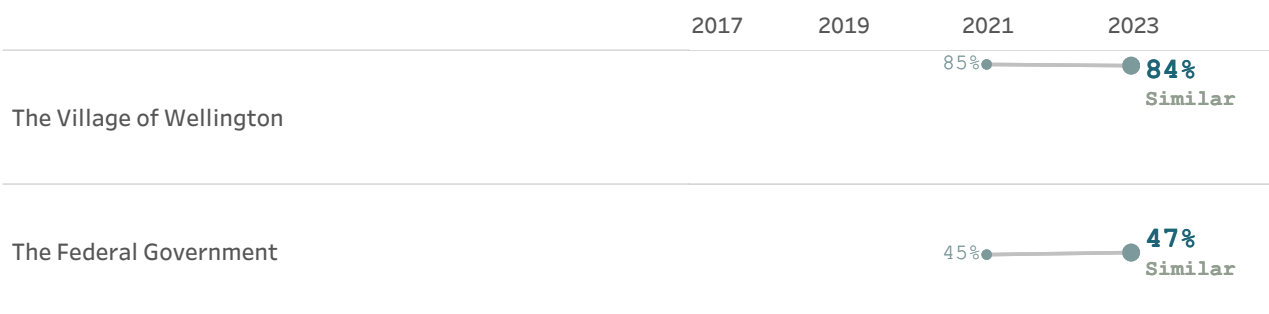 2017 2019 2021 2023
85% 84%
Similar
The Village of Wellington
47%
The Federal Government 45%
Similar